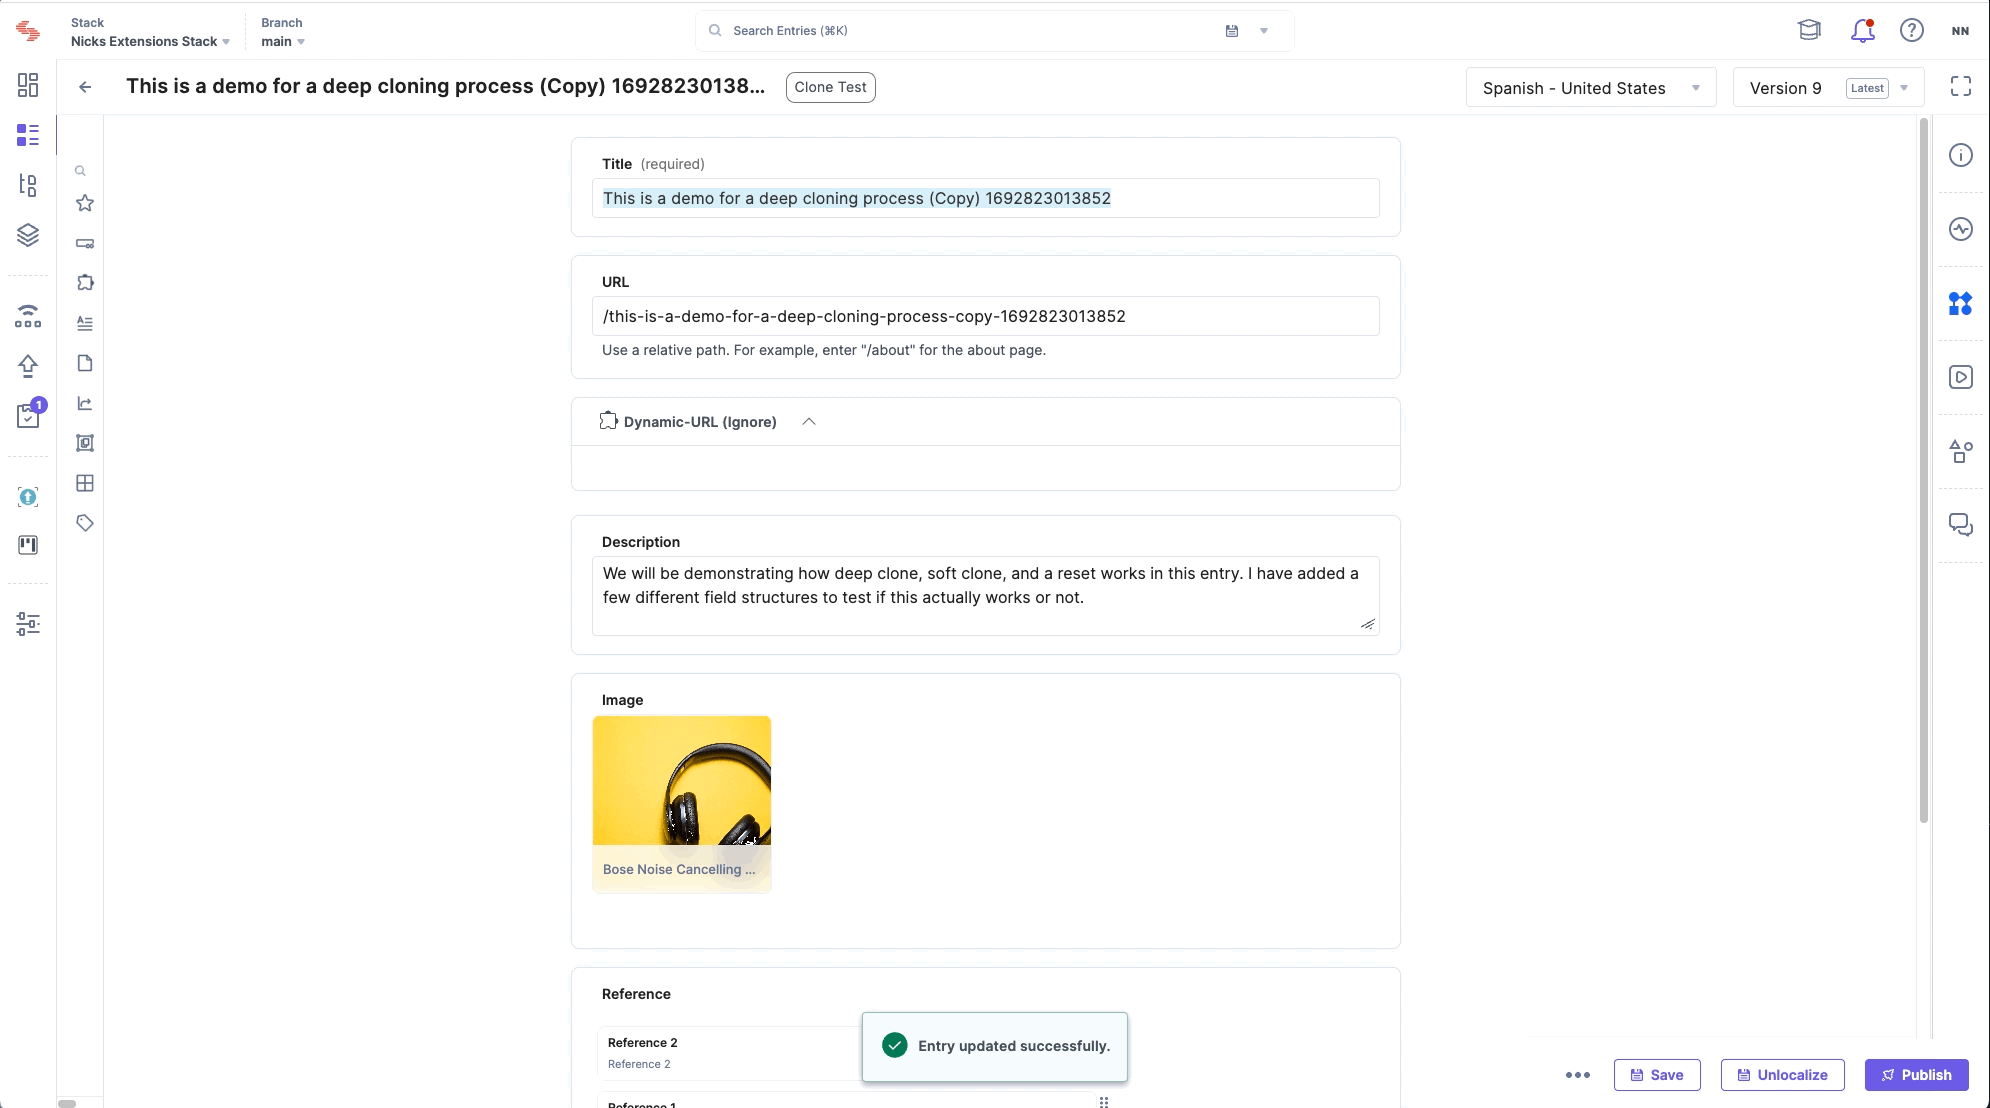 Stack
Nicks Extensions Stack
Branch
main
Search Entries (⌘K)
NN
This is a demo for a deep cloning process (Copy) 16928230138...
Clone Test
Spanish - United States
Version 9
Latest
1
Title (required)
This is a demo for a deep cloning process (Copy) 1692823013852
URL
/this-is-a-demo-for-a-deep-cloning-process-copy-1692823013852
Use a relative path. For example, enter "/about" for the about page.
Dynamic-URL (Ignore)
Description
We will be demonstrating how deep clone, soft clone, and a reset works in this entry. I have added a
few different field structures to test if this actually works or not.
Image
Bose Noise Cancelling ...
Reference
Reference 2
Reference 2
Reference 1
Entry updated successfully.
Save
Unlocalize
Publish